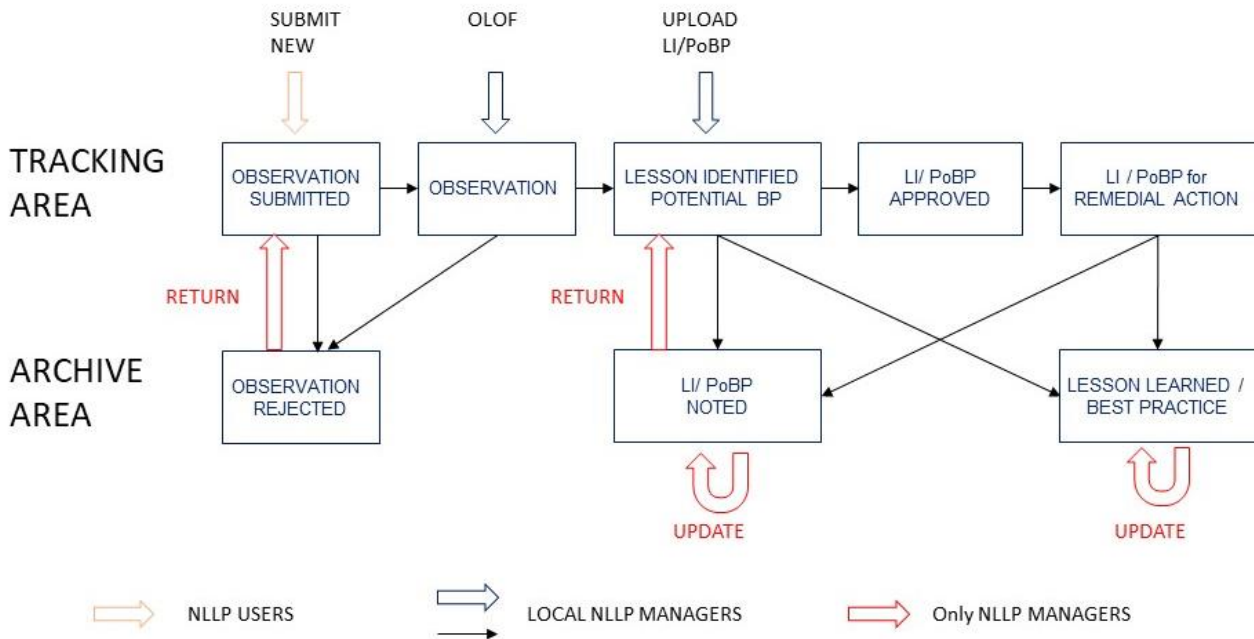 SUBMIT
NEW
OLOF
UPLOAD
LI/PoBP
TRACKING
AREA
OBSERVATION
SUBMITTED
OBSERVATION
LESSON IDENTIFIED
POTENTIAL BP
LI/ PoBP
APPROVED
LI / PoBP for
REMEDIAL ACTION
RETURN
RETURN
ARCHIVE
AREA
OBSERVATION
REJECTED
LI/ PoBP
NOTED
LESSON LEARNED /
BEST PRACTICE
UPDATE
UPDATE
NLLP USERS
LOCAL NLLP MANAGERS
Only NLLP MANAGERS